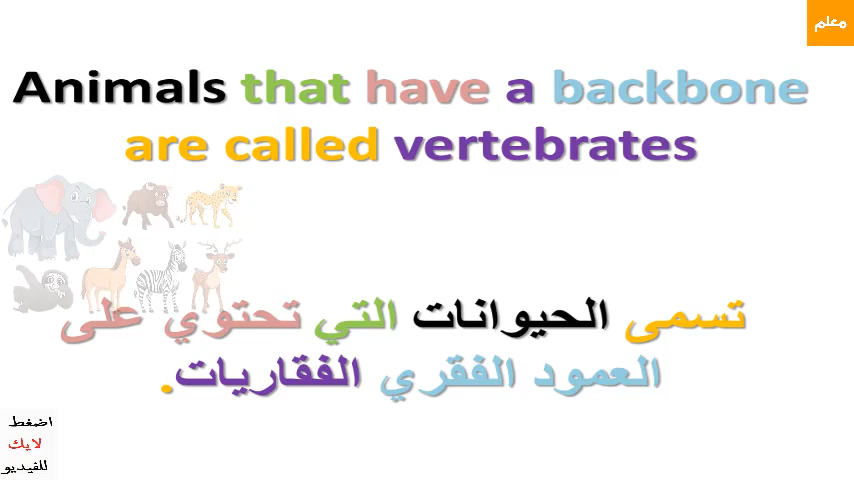 معلم
Animals that have a backbone
are called vertebrates
تسمى الحيوانات التي تحتوي على
العمود الفقري الفقاريات.
اضغط
لايك
للفيديو